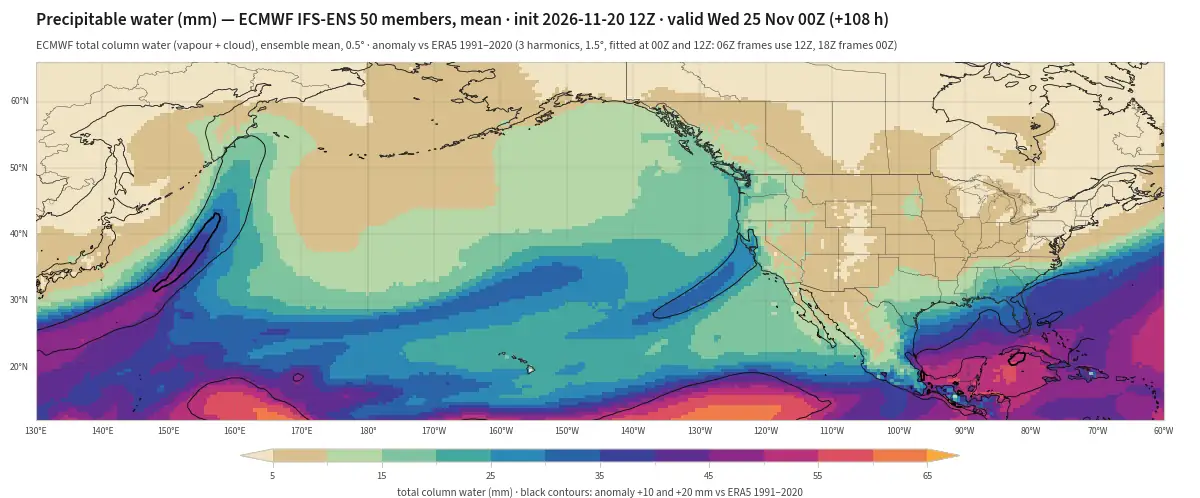 Precipitable water (mm) — ECMWF IFS-ENS 50 members, mean · init 2026-11-20 12Z · valid Wed 25 Nov 00Z (+108 h)
ECMWF total column water (vapour + cloud), ensemble mean, 0.5° · anomaly vs ERA5 1991–2020 (3 harmonics, 1.5°, fitted at 00Z and 12Z: 06Z frames use 12Z, 18Z frames 00Z)
60°N
50°N
40°N
30°N
20°N
130°E 140°E 150°E 160°E 170°E 180° 170°W 160°W 150°W 140°W 130°W 120°W 110°W 100°W 90°W 80°W 70°W 60°W
5 15 25 35 45 55 65
total column water (mm) · black contours: anomaly +10 and +20 mm vs ERA5 1991–2020